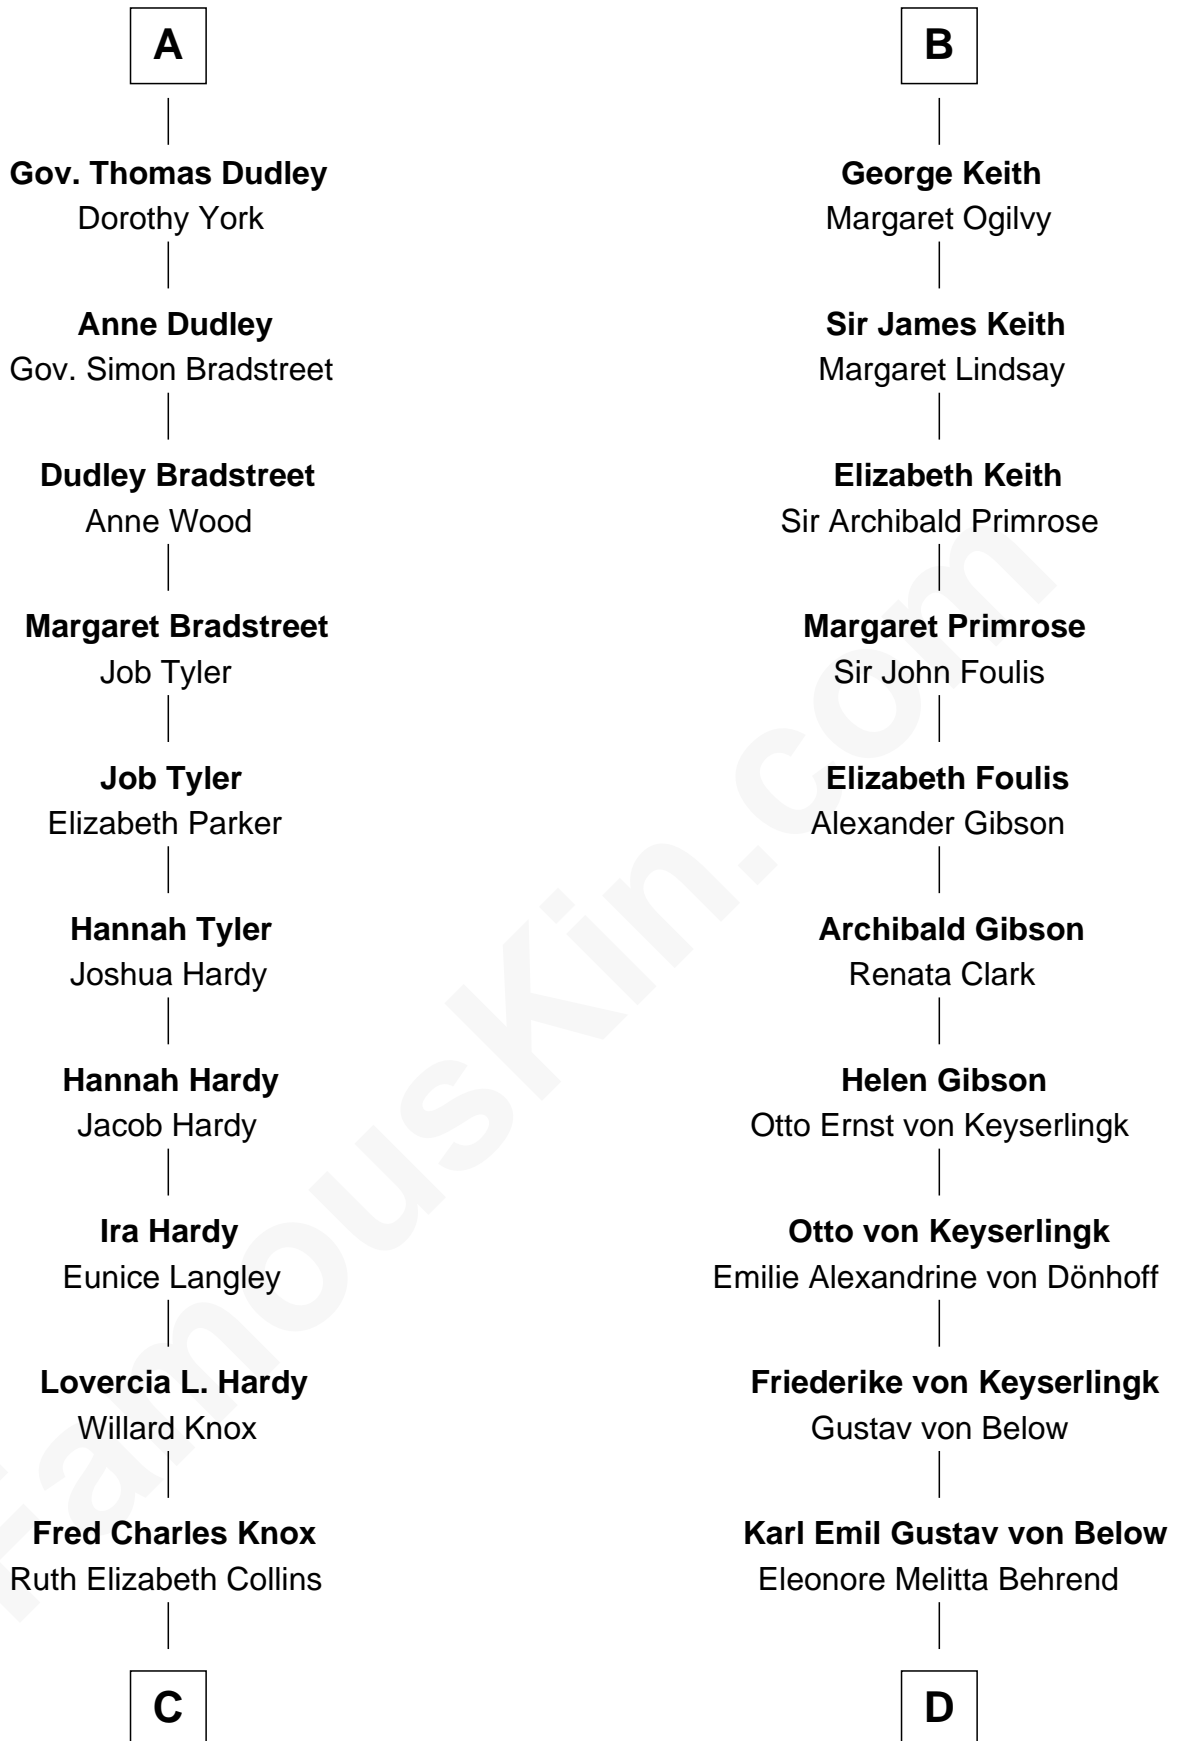 A
Gov. Thomas Dudley
Dorothy York
Anne Dudley
Gov. Simon Bradstreet
Dudley Bradstreet
Anne Wood
Margaret Bradstreet
Job Tyler
Job Tyler
Elizabeth Parker
Hannah Tyler
Joshua Hardy
Hannah Hardy
Jacob Hardy
Ira Hardy
Eunice Langley
Lovercia L. Hardy
Willard Knox
Fred Charles Knox
Ruth Elizabeth Collins
C
B
George Keith
Margaret Ogilvy
Sir James Keith
Margaret Lindsay
Elizabeth Keith
Sir Archibald Primrose
Margaret Primrose
Sir John Foulis
Elizabeth Foulis
Alexander Gibson
Archibald Gibson
Renata Clark
Helen Gibson
Otto Ernst von Keyserlingk
Otto von Keyserlingk
Emilie Alexandrine von Dönhoff
Friederike von Keyserlingk
Gustav von Below
Karl Emil Gustav von Below
Eleonore Melitta Behrend
D
FamousKin.com